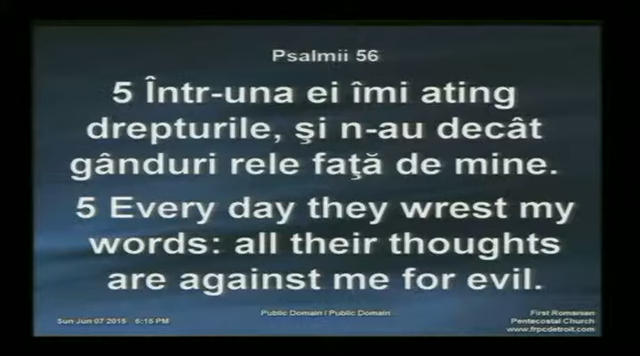 Psalmii 56
5 Într-una ei îmi ating
drepturile, şi n-au decât
gânduri rele faţă de mine.
5 Every day they wrest my
words: all their thoughts
are against me for evil.
Public Domain / Public Domain
Sun Jun 07 2015 6:15 PM
First Romanian
Pentecostal Church
www.frpcdetroit.com